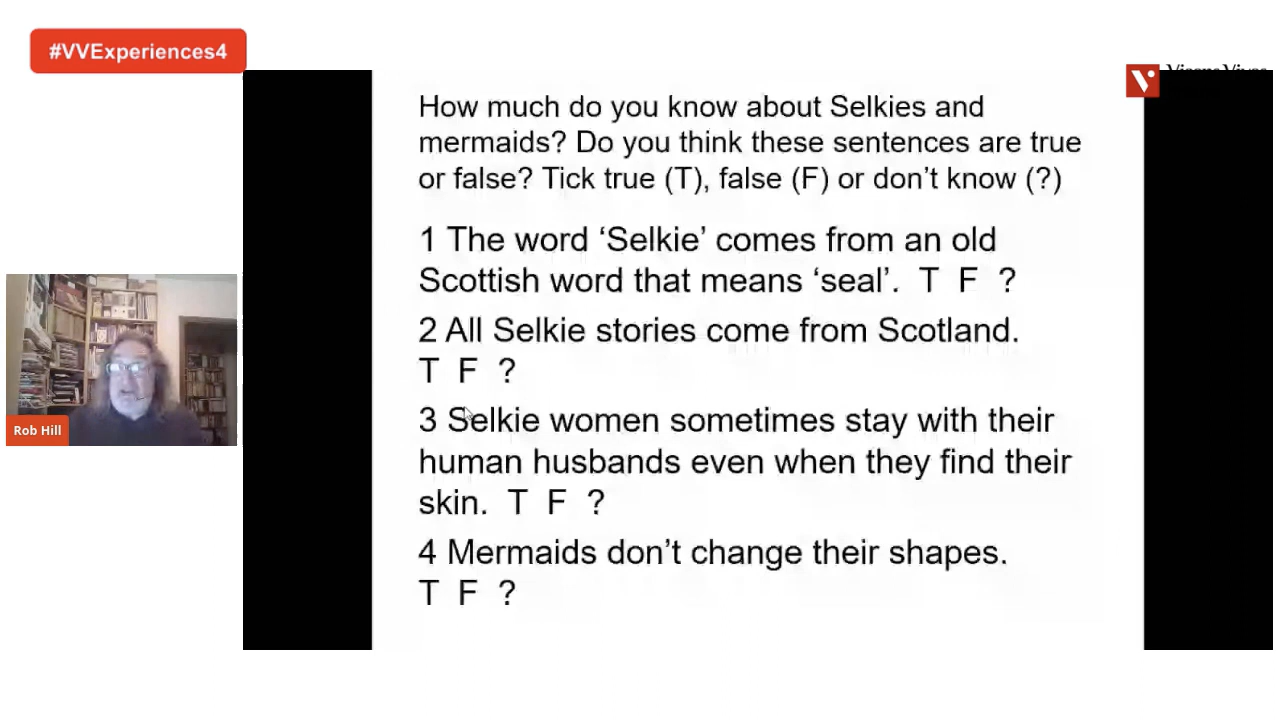 #VVExperiences4
How much do you know about Selkies and
mermaids? Do you think these sentences are true
or false? Tick true (T), false (F) or don’t know (?)
1 The word ‘Selkie’ comes from an old
Scottish word that means ‘seal’. T F ?
2 All Selkie stories come from Scotland.
T F ?
3 Selkie women sometimes stay with their
human husbands even when they find their
skin. T F ?
4 Mermaids don’t change their shapes.
T F ?
Rob Hill